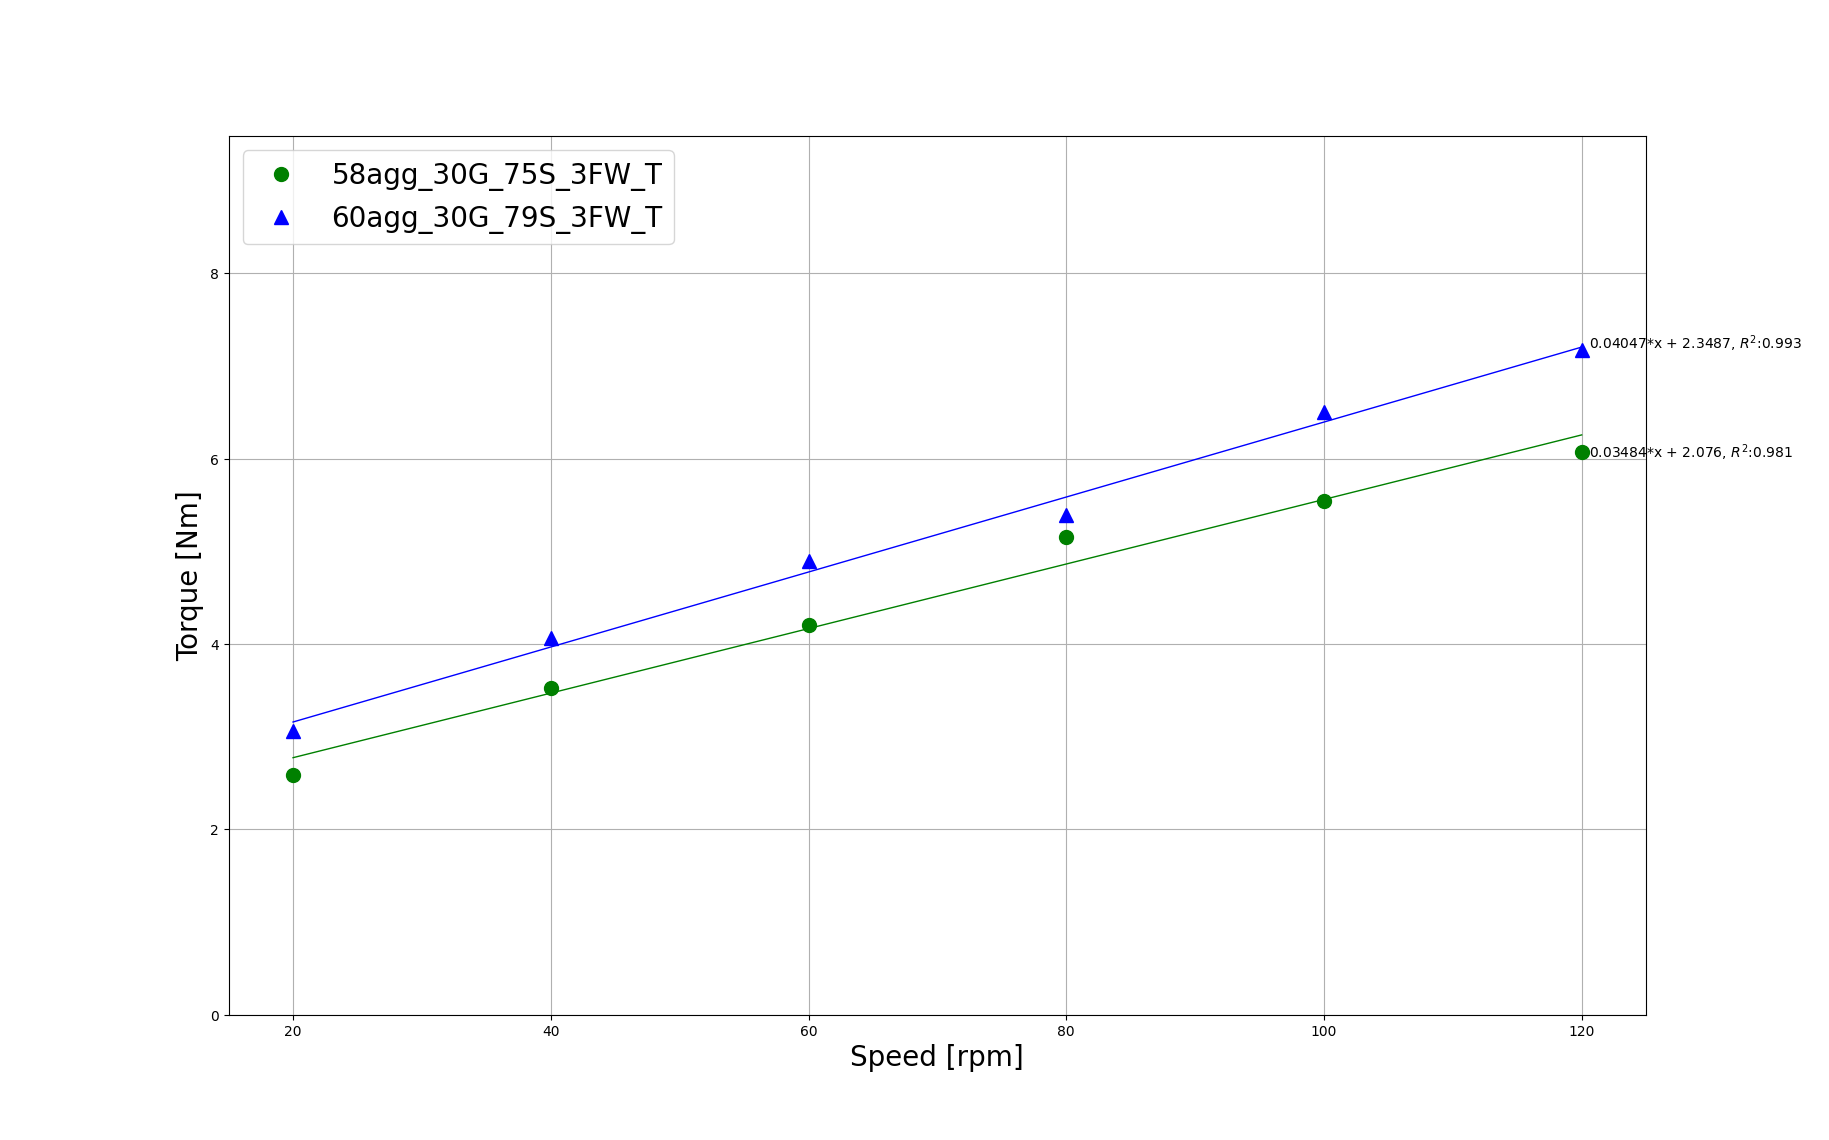 58agg_30G_75S_3FW_T
60agg_30G_79S_3FW_T
8
0.04047*x + 2.3487, R²:0.993
6
0.03484*x + 2.076, R²:0.981
Torque [Nm]
4
2
0
20 40 60 80 100 120
Speed [rpm]